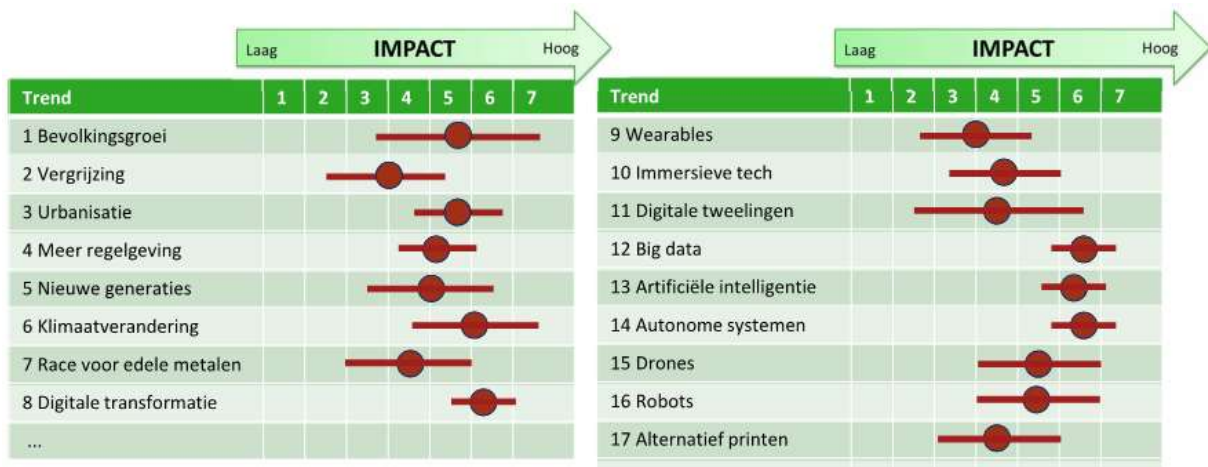 Laag IMPACT Hoog
Trend 1 2 3 4 5 6 7
1 Bevolkingsgroei
2 Vergrijzing
3 Urbanisatie
4 Meer regelgeving
5 Nieuwe generaties
6 Klimaatverandering
7 Race voor edele metalen
8 Digitale transformatie
...
Laag IMPACT Hoog
Trend 1 2 3 4 5 6 7
9 Wearables
10 Immersieve tech
11 Digitale tweelingen
12 Big data
13 Artificiële intelligentie
14 Autonome systemen
15 Drones
16 Robots
17 Alternatief printen